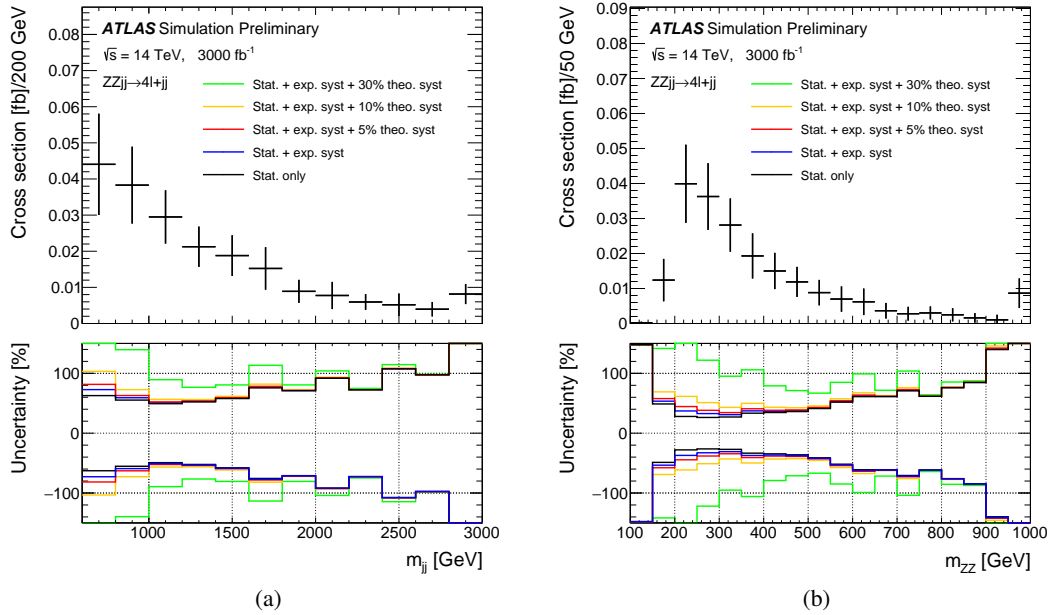 ATLAS Simulation Preliminary
√s = 14 TeV, 3000 fb⁻¹
ZZjj→4l+jj
Stat. + exp. syst + 30% theo. syst
Stat. + exp. syst + 10% theo. syst
Stat. + exp. syst + 5% theo. syst
Stat. + exp. syst
Stat. only
Cross section [fb]/200 GeV
0.08
0.07
0.06
0.05
0.04
0.03
0.02
0.01
0
Uncertainty [%]
100
0
−100
1000 1500 2000 2500 3000
m_jj [GeV]
(a)
ATLAS Simulation Preliminary
√s = 14 TeV, 3000 fb⁻¹
ZZjj→4l+jj
Stat. + exp. syst + 30% theo. syst
Stat. + exp. syst + 10% theo. syst
Stat. + exp. syst + 5% theo. syst
Stat. + exp. syst
Stat. only
Cross section [fb]/50 GeV
0.09
0.08
0.07
0.06
0.05
0.04
0.03
0.02
0.01
0
Uncertainty [%]
100
0
−100
100 200 300 400 500 600 700 800 900 1000
m_ZZ [GeV]
(b)